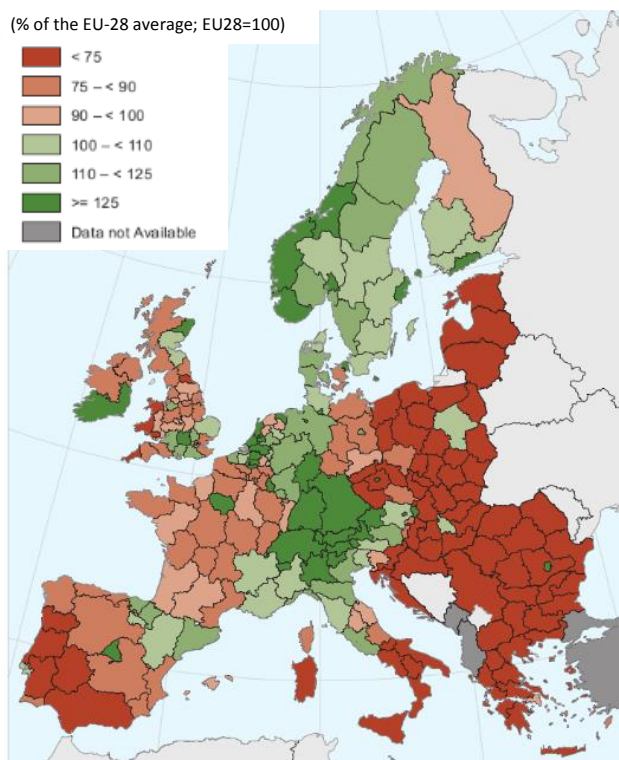 (% of the EU-28 average; EU28=100)
< 75
75 – < 90
90 – < 100
100 – < 110
110 – < 125
>= 125
Data not Available